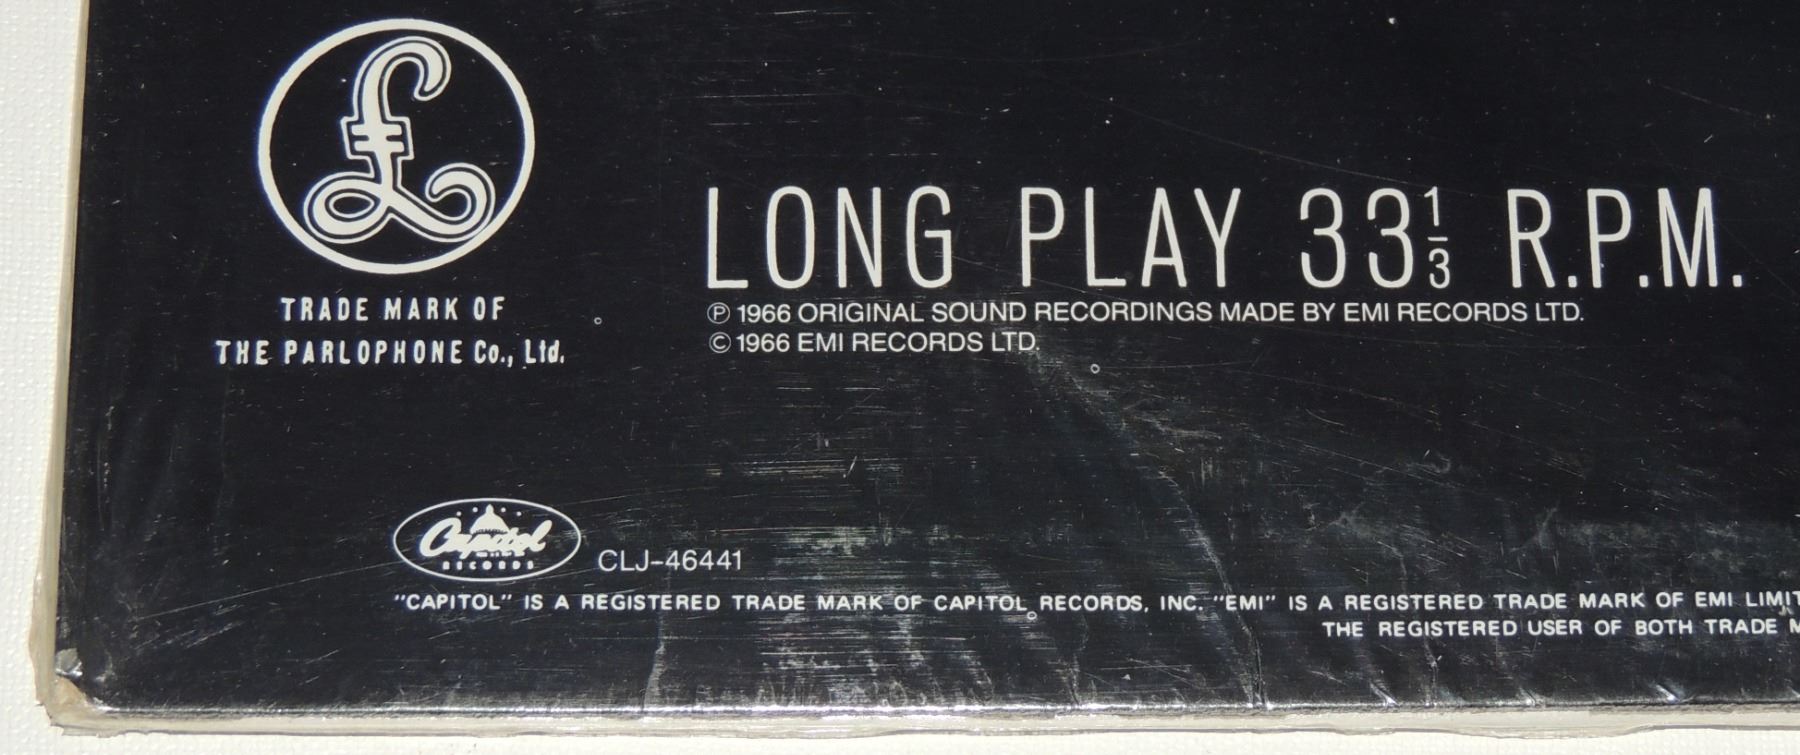 £
TRADE MARK OF
THE PARLOPHONE Co., Ltd.
LONG PLAY 33⅓ R.P.M.
℗ 1966 ORIGINAL SOUND RECORDINGS MADE BY EMI RECORDS LTD.
© 1966 EMI RECORDS LTD.
Capitol
RECORDS
CLJ-46441
"CAPITOL" IS A REGISTERED TRADE MARK OF CAPITOL RECORDS, INC. "EMI" IS A REGISTERED TRADE MARK OF EMI LIMIT
THE REGISTERED USER OF BOTH TRADE M